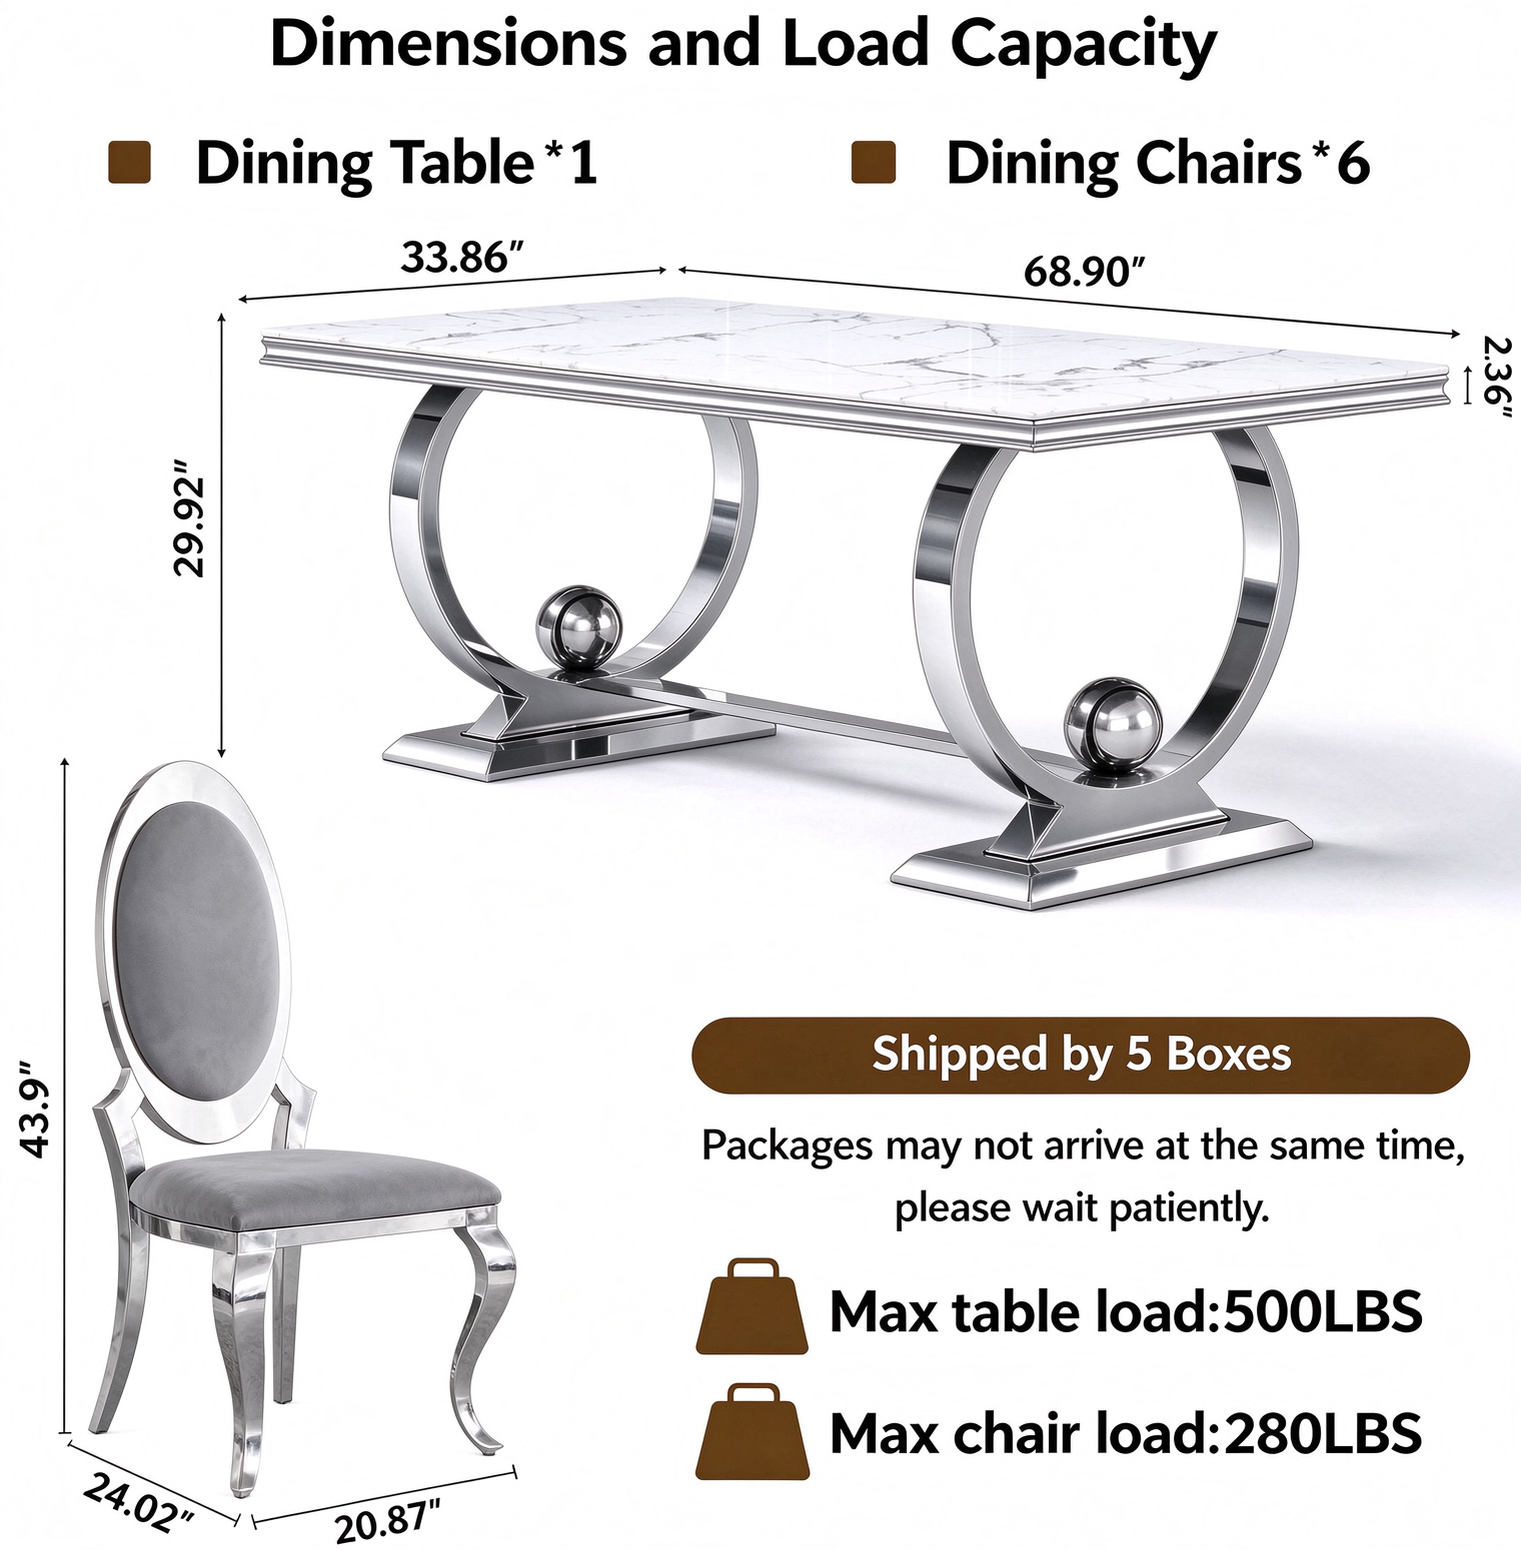 Dimensions and Load Capacity
Dining Table*1
Dining Chairs*6
33.86"
68.90"
2.36"
29.92"
43.9"
24.02"
20.87"
Shipped by 5 Boxes
Packages may not arrive at the same time,
please wait patiently.
Max table load:500LBS
Max chair load:280LBS